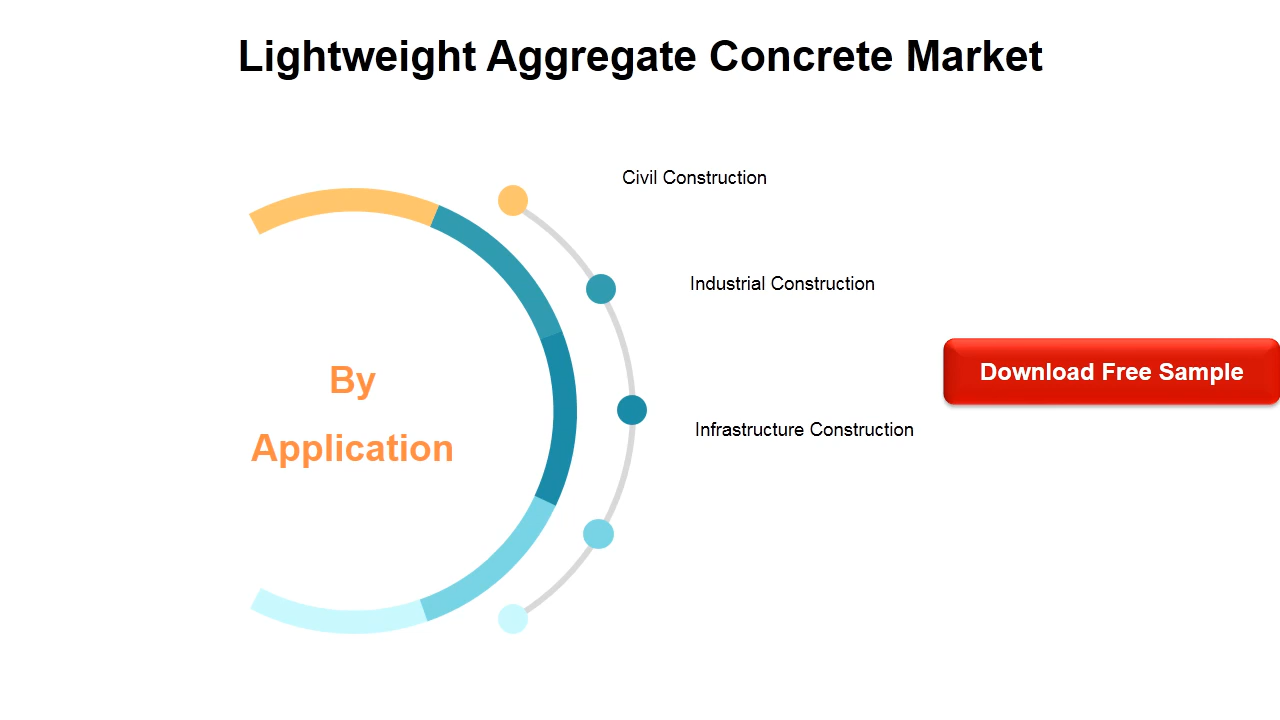 Lightweight Aggregate Concrete Market
Civil Construction
Industrial Construction
Download Free Sample
By
Application
Infrastructure Construction